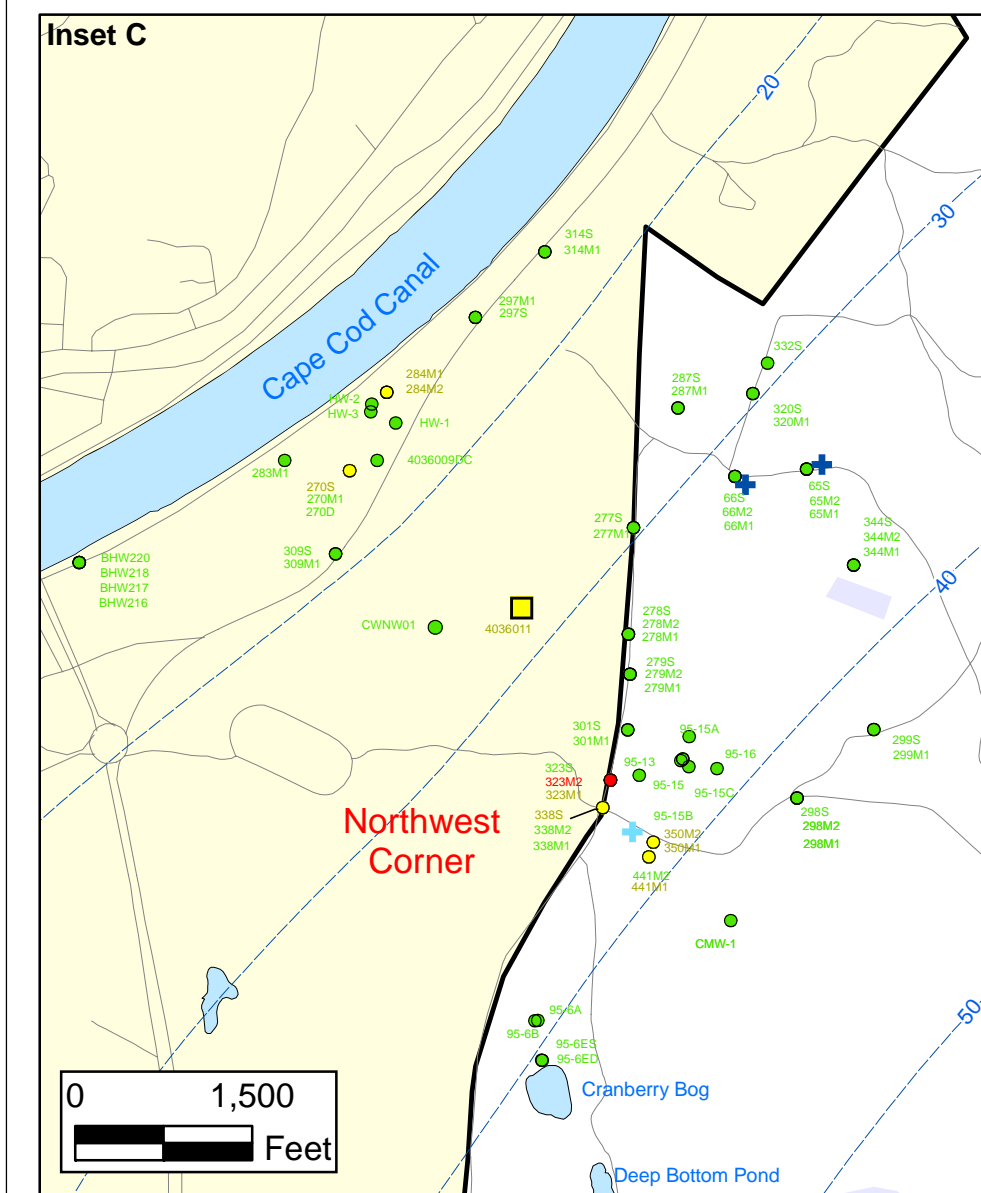 Inset C
20
30
314S
314M1
Cape Cod Canal
297M1
297S
332S
284M1
284M2
287S
287M1
HW-2
HW-3
320S
320M1
HW-1
283M1
4036009DC
270S
270M1
270D
66S
66M2
66M1
65S
65M2
65M1
277S
277M1
344S
344M2
344M1
309S
309M1
BHW220
BHW218
BHW217
BHW216
40
CWNW01
4036011
278S
278M2
278M1
279S
279M2
279M1
301S
301M1
95-15A
299S
299M1
323S
323M2
323M1
95-13
95-16
95-15
95-15C
338S
338M2
338M1
95-15B
298S
298M2
298M1
Northwest
Corner
350M2
350M1
441M2
441M1
CMW-1
50
95-6A
95-6B
95-6ES
95-6ED
Cranberry Bog
0 1,500
Feet
Deep Bottom Pond